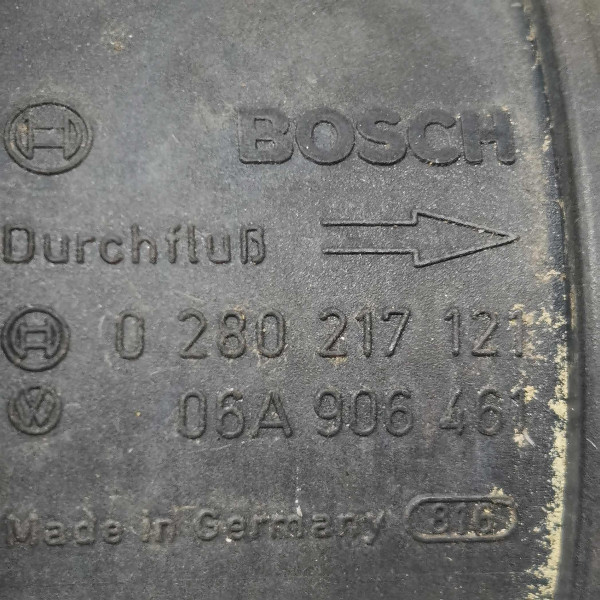 BOSCH
Durchfluß
0 280 217 121
06A 906 461
Made in Germany 816